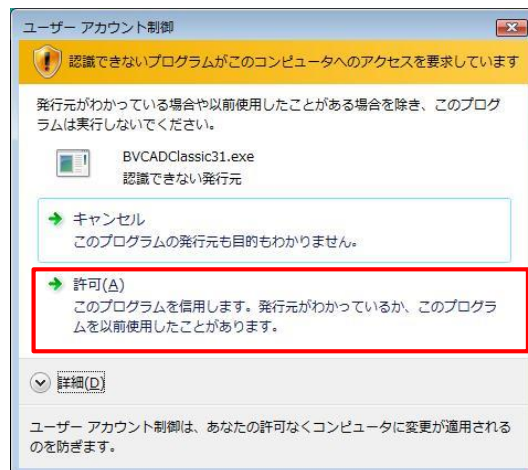 ユーザー アカウント制御
認識できないプログラムがこのコンピュータへのアクセスを要求しています
発行元がわかっている場合や以前使用したことがある場合を除き、このプログ
ラムは実行しないでください。
BVCADClassic31.exe
認識できない発行元
キャンセル
このプログラムの発行元も目的もわかりません。
許可(A)
このプログラムを信用します。発行元がわかっているか、このプログラ
ムを以前使用したことがあります。
詳細(D)
ユーザー アカウント制御は、あなたの許可なくコンピュータに変更が適用される
のを防ぎます。